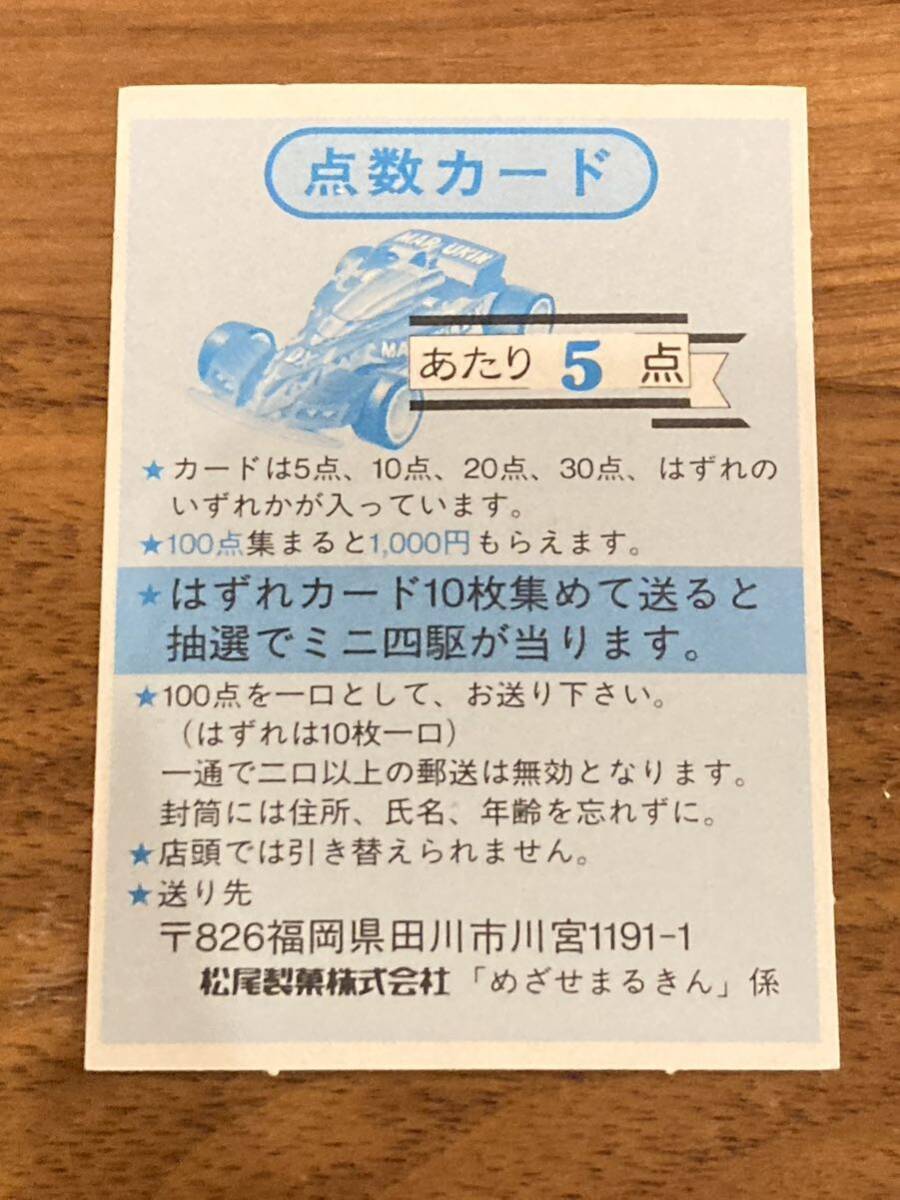 点数カード
MARUKIN
あたり 5 点
★カードは5点、10点、20点、30点、はずれの
いずれかが入っています。
★100点集まると1,000円もらえます。
★はずれカード10枚集めて送ると
抽選でミニ四駆が当ります。
★100点を一口として、お送り下さい。
(はずれは10枚一口)
一通で二口以上の郵送は無効となります。
封筒には住所、氏名、年齢を忘れずに。
★店頭では引き替えられません。
★送り先
〒826福岡県田川市川宮1191-1
松尾製菓株式会社「めざせまるきん」係